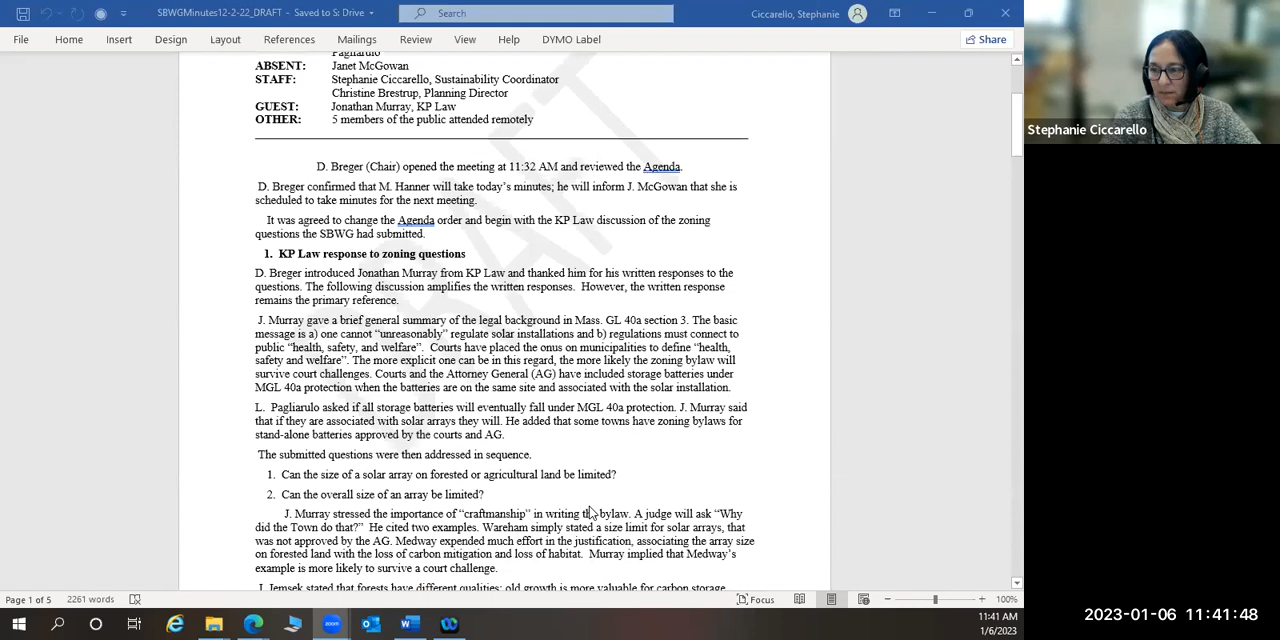 SBWGMinutes12-2-22_DRAFT - Saved to S: Drive
Search
Ciccarello, Stephanie
File Home Insert Design Layout References Mailings Review View Help DYMO Label
Share
Pagliarulo
ABSENT: Janet McGowan
STAFF: Stephanie Ciccarello, Sustainability Coordinator
Christine Brestrup, Planning Director
GUEST: Jonathan Murray, KP Law
OTHER: 5 members of the public attended remotely
DRAFT
D. Breger (Chair) opened the meeting at 11:32 AM and reviewed the Agenda.
D. Breger confirmed that M. Hanner will take today's minutes; he will inform J. McGowan that she is
scheduled to take minutes for the next meeting.
It was agreed to change the Agenda order and begin with the KP Law discussion of the zoning
questions the SBWG had submitted.
1. KP Law response to zoning questions
D. Breger introduced Jonathan Murray from KP Law and thanked him for his written responses to the
questions. The following discussion amplifies the written responses. However, the written response
remains the primary reference.
J. Murray gave a brief general summary of the legal background in Mass. GL 40a section 3. The basic
message is a) one cannot "unreasonably" regulate solar installations and b) regulations must connect to
public "health, safety, and welfare". Courts have placed the onus on municipalities to define "health,
safety and welfare". The more explicit one can be in this regard, the more likely the zoning bylaw will
survive court challenges. Courts and the Attorney General (AG) have included storage batteries under
MGL 40a protection when the batteries are on the same site and associated with the solar installation.
L. Pagliarulo asked if all storage batteries will eventually fall under MGL 40a protection. J. Murray said
that if they are associated with solar arrays they will. He added that some towns have zoning bylaws for
stand-alone batteries approved by the courts and AG.
The submitted questions were then addressed in sequence.
1. Can the size of a solar array on forested or agricultural land be limited?
2. Can the overall size of an array be limited?
J. Murray stressed the importance of "craftmanship" in writing the bylaw. A judge will ask "Why
did the Town do that?" He cited two examples. Wareham simply stated a size limit for solar arrays, that
was not approved by the AG. Medway expended much effort in the justification, associating the array size
on forested land with the loss of carbon mitigation and loss of habitat. Murray implied that Medway's
example is more likely to survive a court challenge.
J. Jemsek stated that forests have different qualities; old growth is more valuable for carbon storage
Page 1 of 5 2261 words
Focus
100%
zoom
11:41 AM
1/6/2023
Stephanie Ciccarello
2023-01-06 11:41:48